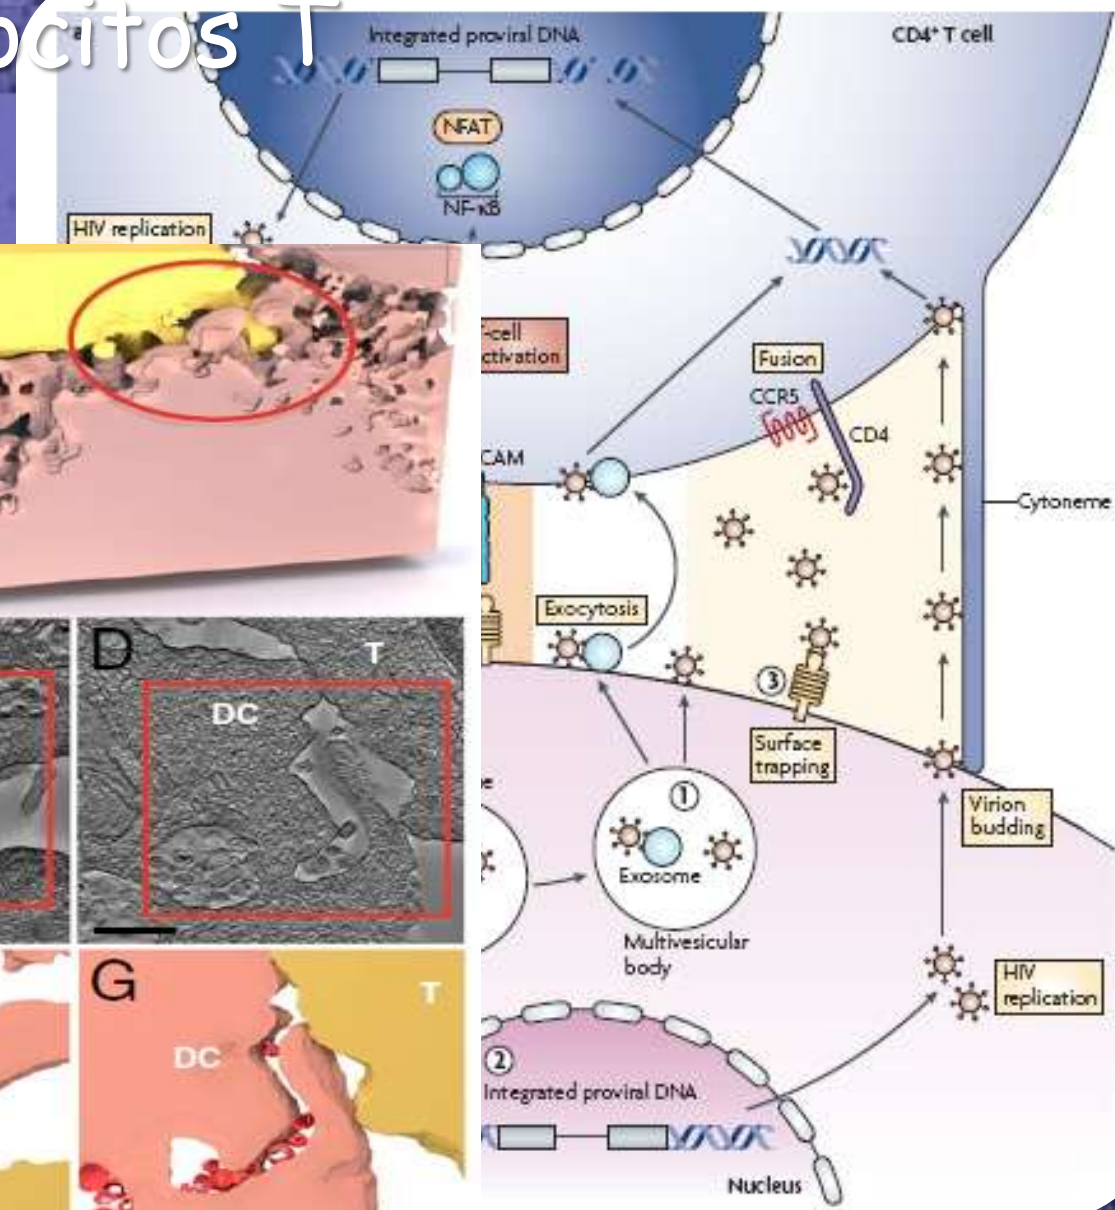 ocitos T
a
Integrated proviral DNA
CD4⁺ T cell
NFAT
NF-κB
HIV replication
T-cell
activation
Fusion
CCR5
CD4
CAM
Cytoneme
Exocytosis
D
T
DC
3
Surface
trapping
1
Virion
budding
Exosome
Multivesicular
body
HIV
replication
G
T
DC
2
Integrated proviral DNA
Nucleus